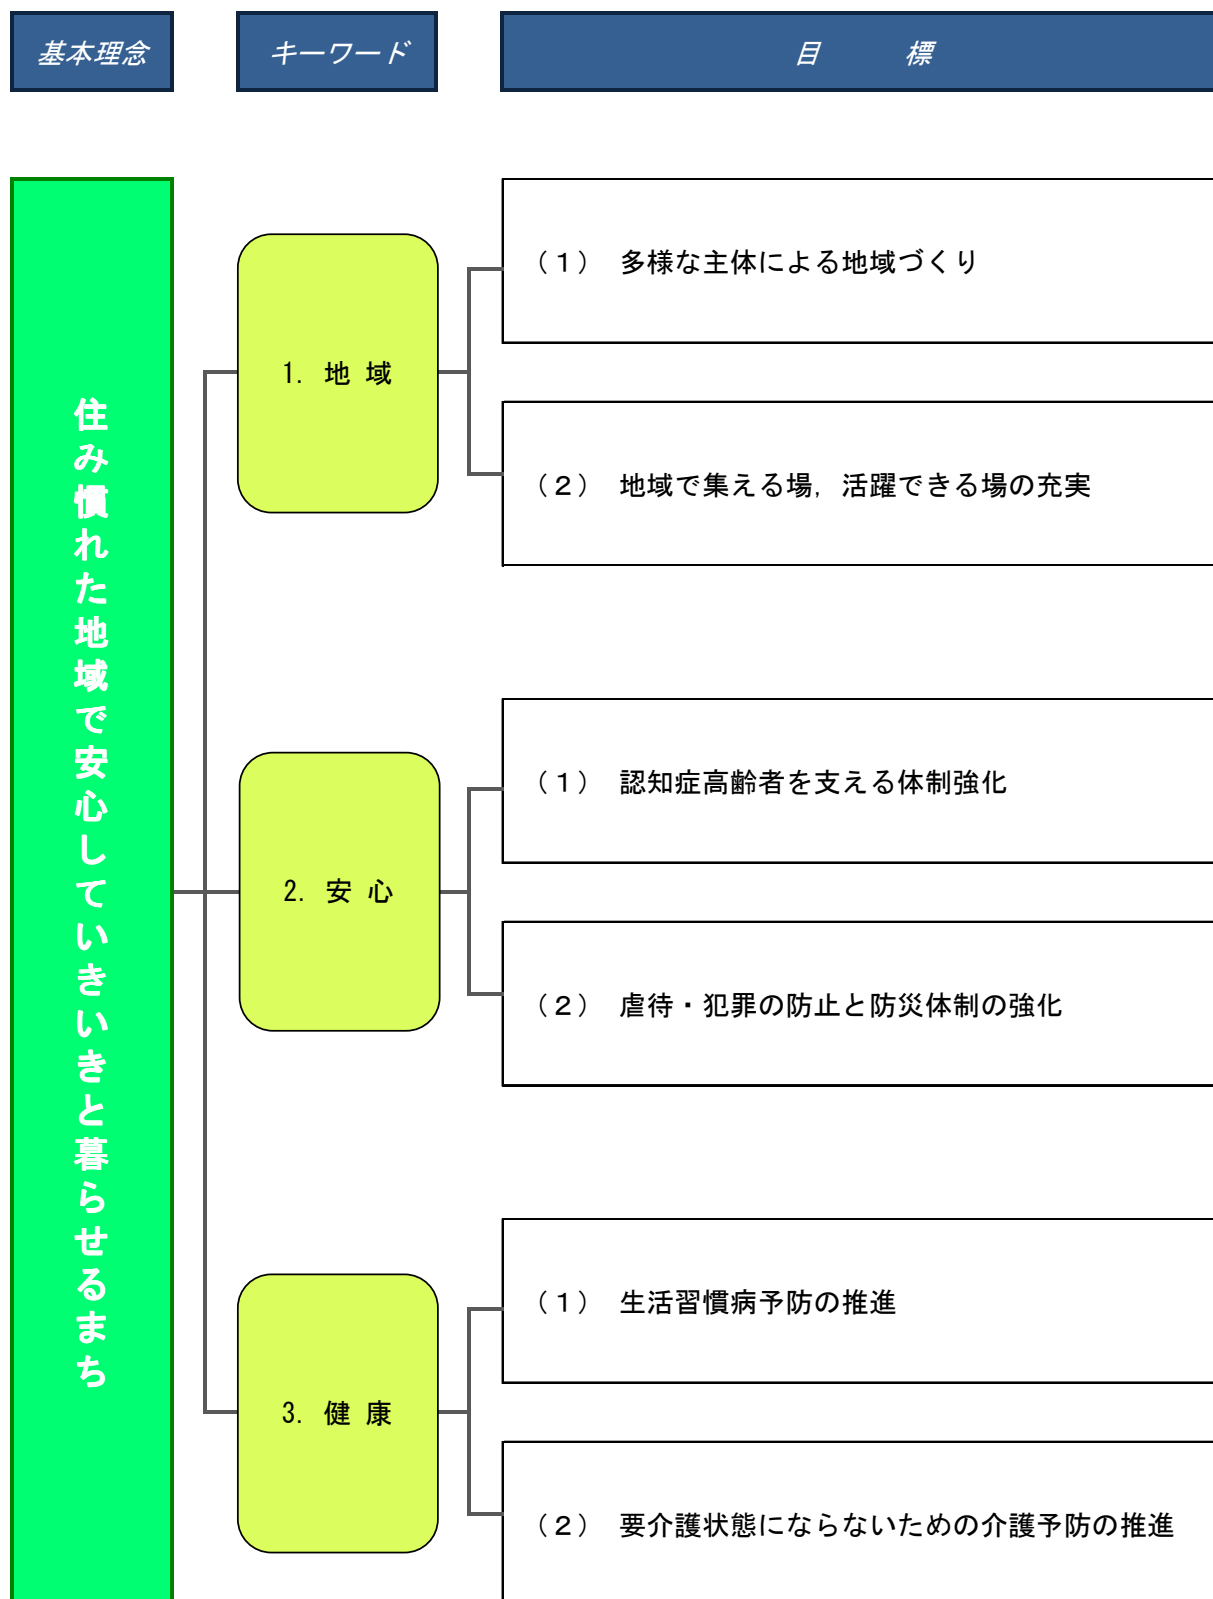 基本理念
キーワード
目　標
住み慣れた地域で安心していきいきと暮らせるまち
1. 地 域
（１） 多様な主体による地域づくり
（２） 地域で集える場，活躍できる場の充実
2. 安 心
（１） 認知症高齢者を支える体制強化
（２） 虐待・犯罪の防止と防災体制の強化
3. 健 康
（１） 生活習慣病予防の推進
（２） 要介護状態にならないための介護予防の推進